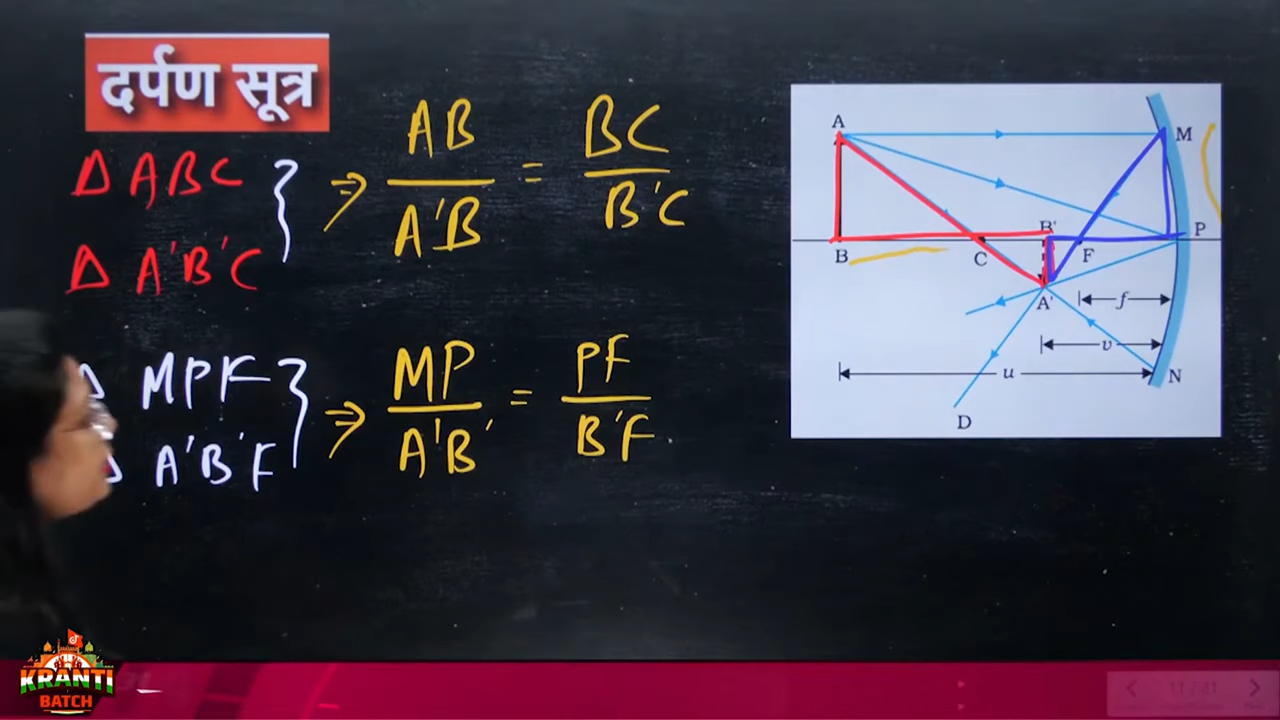 दर्पण सूत्र
Δ ABC } ⇒ AB / A'B = BC / B'C
Δ A'B'C
MPF } ⇒ MP / A'B' = PF / B'F
A'B'F
A
M
B
C
B'
F
P
A'
f
v
u
N
D
KRANTI
BATCH